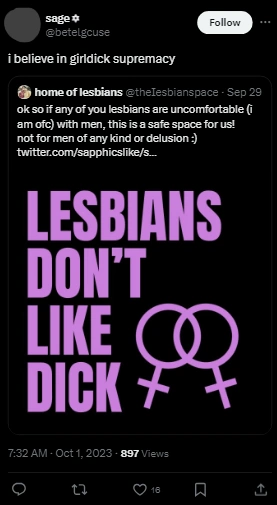 sage ✡
@betelgcuse
Follow
i believe in girldick supremacy
home of lesbians @thelesbianspace · Sep 29
ok so if any of you lesbians are uncomfortable (i
am ofc) with men, this is a safe space for us!
not for men of any kind or delusion :)
twitter.com/sapphicslike/s...
LESBIANS
DON'T
LIKE
DICK
7:32 AM · Oct 1, 2023 · 897 Views
16